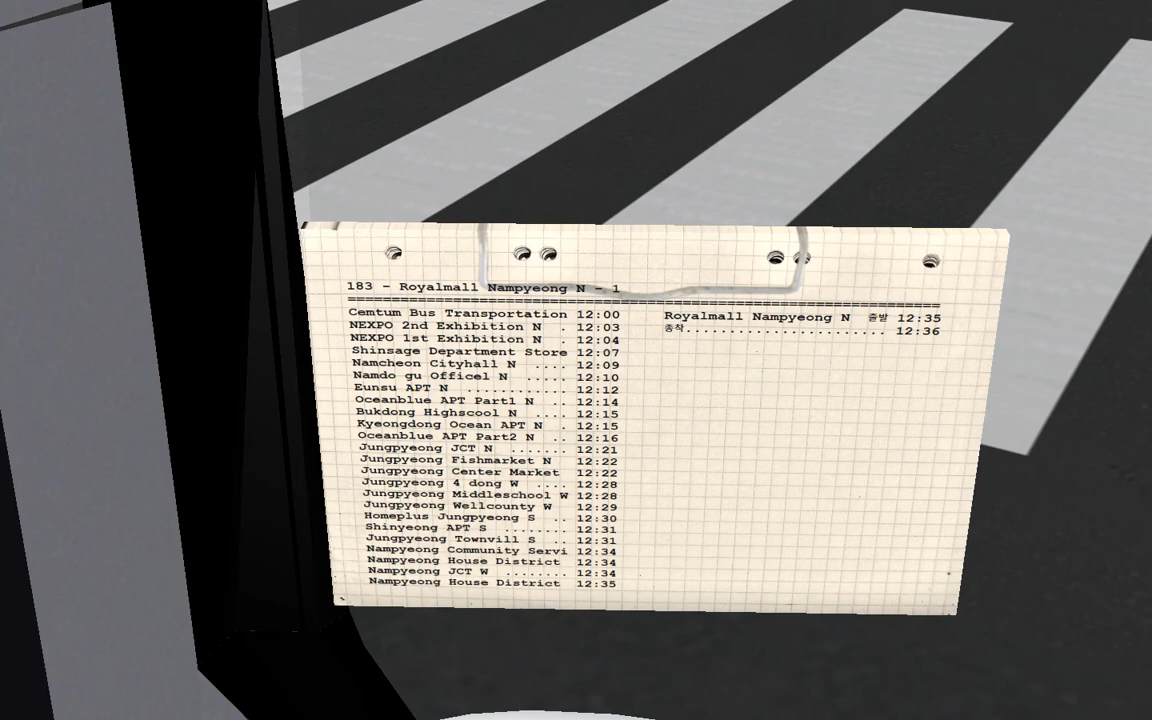 183 - Royalmall Nampyeong N - 1
Cemtum Bus Transportation 12:00
NEXPO 2nd Exhibition N . 12:03
NEXPO 1st Exhibition N . 12:04
Shinsage Department Store 12:07
Namcheon Cityhall N .... 12:09
Namdo gu Officel N ..... 12:10
Eunsu APT N ............ 12:12
Oceanblue APT Part1 N .. 12:14
Bukdong Highscool N .... 12:15
Kyeongdong Ocean APT N . 12:15
Oceanblue APT Part2 N .. 12:16
Jungpyeong JCT N ....... 12:21
Jungpyeong Fishmarket N 12:22
Jungpyeong Center Market 12:22
Jungpyeong 4 dong W .... 12:28
Jungpyeong Middleschool W 12:28
Jungpyeong Wellcounty W 12:29
Homeplus Jungpyeong S .. 12:30
Shinyeong APT S ........ 12:31
Jungpyeong Townvill S .. 12:31
Nampyeong Community Servi 12:34
Nampyeong House District 12:34
Nampyeong JCT W ........ 12:34
Nampyeong House District 12:35
Royalmall Nampyeong N 출발 12:35
종착....................... 12:36